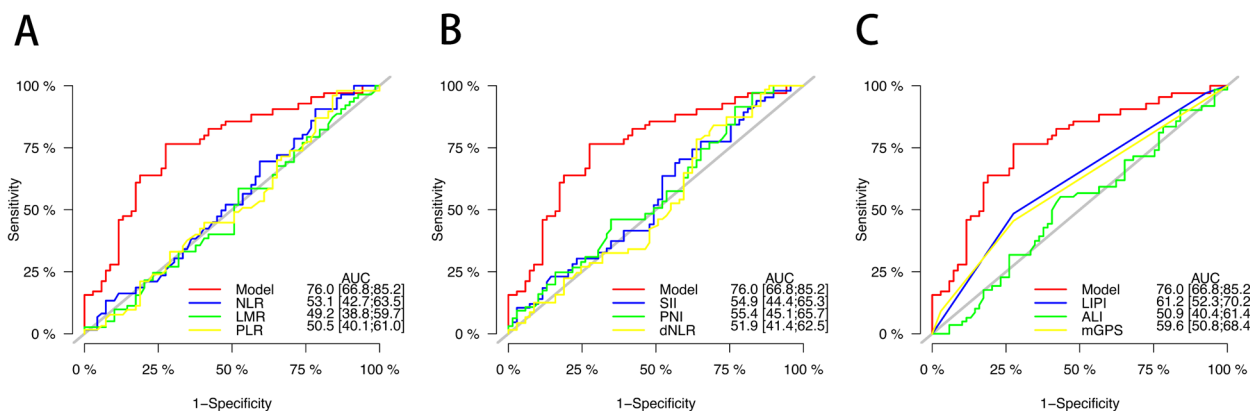 A
Sensitivity
100 %
75 %
50 %
25 %
0 %
AUC
Model 76.0 [66.8;85.2]
NLR 53.1 [42.7;63.5]
LMR 49.2 [38.8;59.7]
PLR 50.5 [40.1;61.0]
0 % 25 % 50 % 75 % 100 %
1−Specificity
B
Sensitivity
100 %
75 %
50 %
25 %
0 %
AUC
Model 76.0 [66.8;85.2]
SII 54.9 [44.4;65.3]
PNI 55.4 [45.1;65.7]
dNLR 51.9 [41.4;62.5]
0 % 25 % 50 % 75 % 100 %
1−Specificity
C
Sensitivity
100 %
75 %
50 %
25 %
0 %
AUC
Model 76.0 [66.8;85.2
LIPI 61.2 [52.3;70.2
ALI 50.9 [40.4;61.4
mGPS 59.6 [50.8;68.4
0 % 25 % 50 % 75 % 100 %
1−Specificity